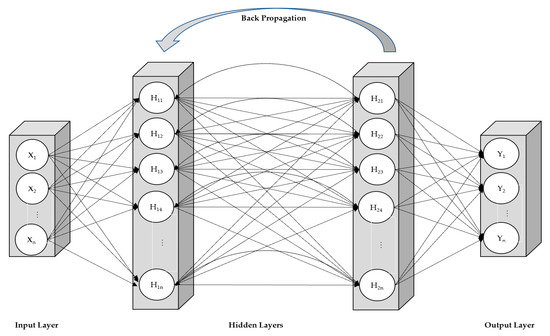 Back Propagation
H11
H12
H13
H14
⋮
H1n
H21
H22
H23
H24
⋮
H2n
X1
X2
⋮
Xn
Y1
Y2
⋮
Yn
Input Layer
Hidden Layers
Output Layer